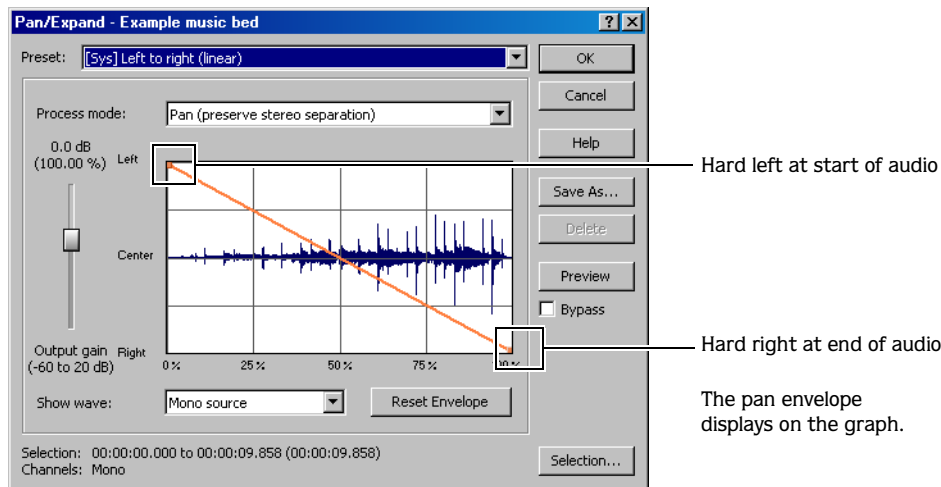 Pan/Expand - Example music bed
Preset: [Sys] Left to right (linear)
OK
Cancel
Help
Save As...
Delete
Preview
Bypass
Process mode: Pan (preserve stereo separation)
0.0 dB
(100.00 %)
Left
Center
Right
Output gain
(-60 to 20 dB)
0 % 25 % 50 % 75 %
Show wave: Mono source
Reset Envelope
Selection: 00:00:00.000 to 00:00:09.858 (00:00:09.858)
Channels: Mono
Selection...
Hard left at start of audio
Hard right at end of audio
The pan envelope
displays on the graph.